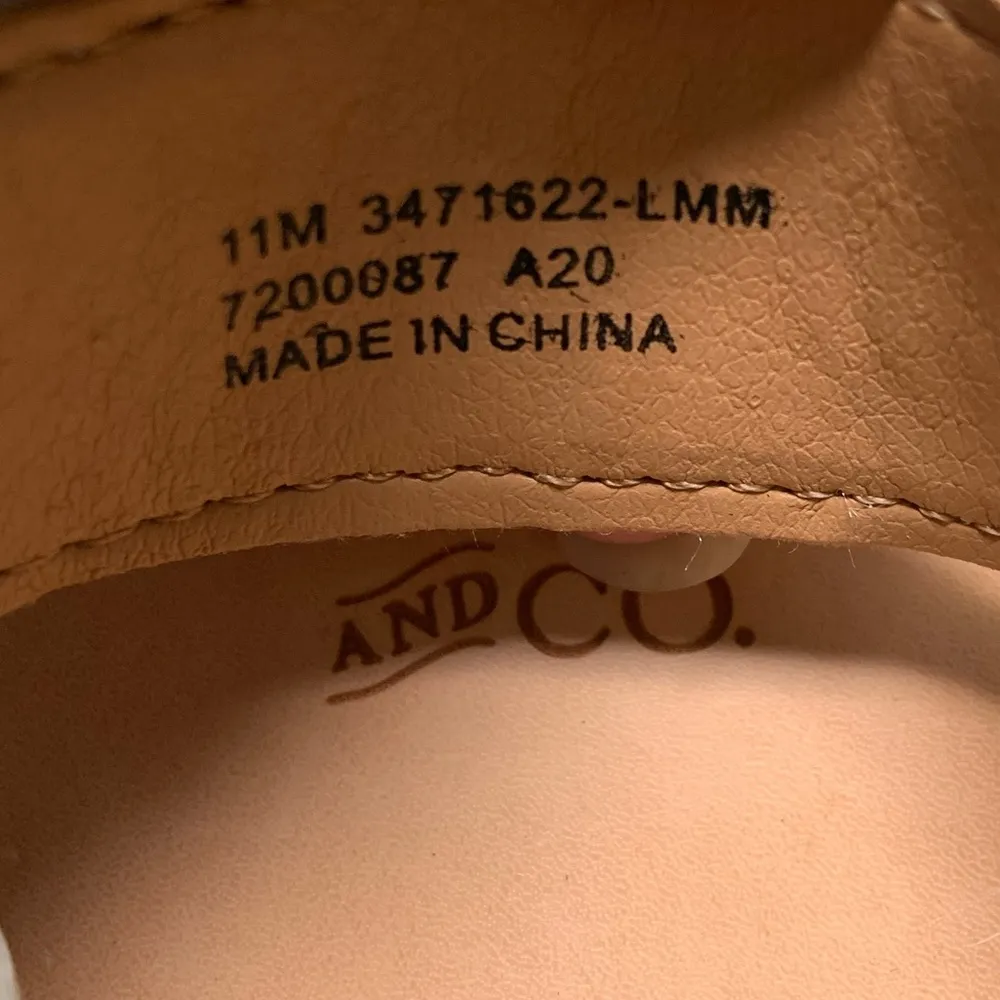 11M 3471622-LMM
7200087 A20
MADE IN CHINA
AND CO.